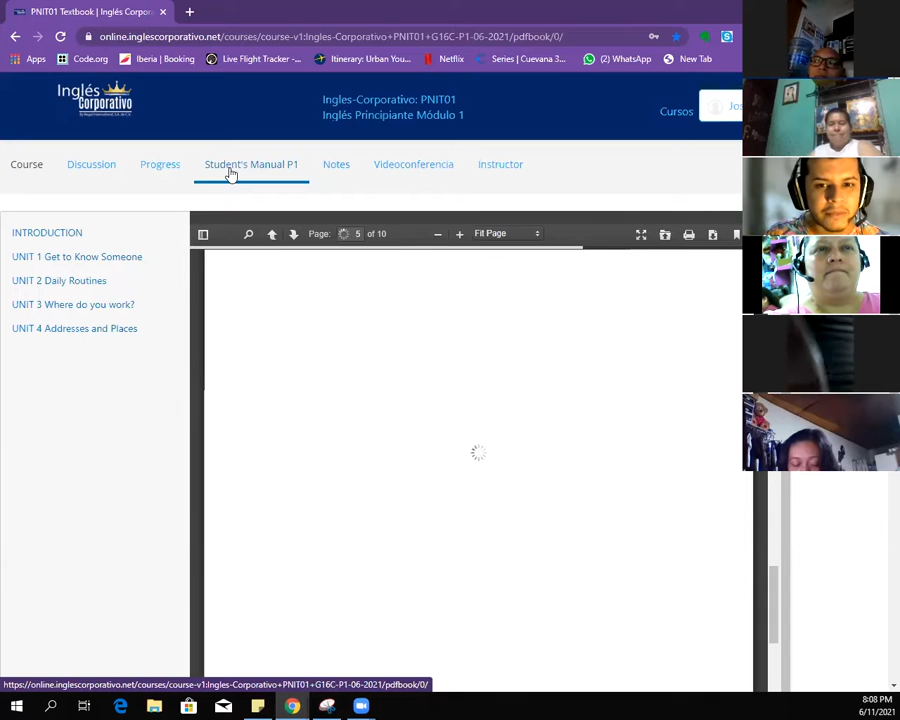 PNIT01 Textbook | Inglés Corpora
online.inglescorporativo.net/courses/course-v1:Ingles-Corporativo+PNIT01+G16C-P1-06-2021/pdfbook/0/
Apps
Code.org
Iberia | Booking
Live Flight Tracker -...
Itinerary: Urban You...
Netflix
Series | Cuevana 3...
(2) WhatsApp
New Tab
Inglés
Corporativo
Ingles-Corporativo: PNIT01
Inglés Principiante Módulo 1
Cursos
Jos
Course
Discussion
Progress
Student's Manual P1
Notes
Videoconferencia
Instructor
Page: 5 of 10
Fit Page
INTRODUCTION
UNIT 1 Get to Know Someone
UNIT 2 Daily Routines
UNIT 3 Where do you work?
UNIT 4 Addresses and Places
https://online.inglescorporativo.net/courses/course-v1:Ingles-Corporativo+PNIT01+G16C-P1-06-2021/pdfbook/0/
8:08 PM
6/11/2021